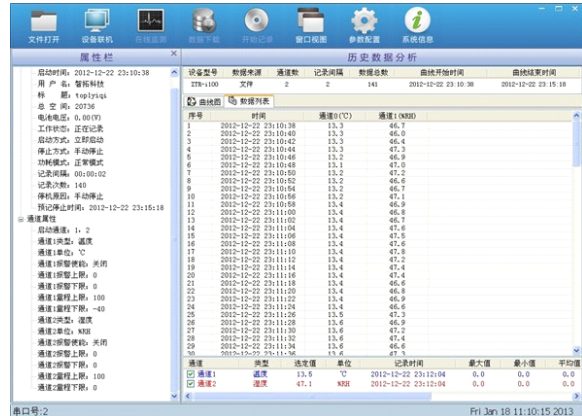 文件打开 设备联机 在线监测 数据下载 开始记录 窗口视图 参数配置 系统信息
属性栏
启动时间: 2012-12-22 23:10:38
用 户 名: 智拓科技
标 题: toplyiqi
总 空 间: 20736
电池电压: 0.00(V)
工作状态: 正在记录
启动方式: 立即启动
停止方式: 手动停止
功耗模式: 正常模式
记录间隔: 00:00:02
记录次数: 140
停机原因: 手动停止
预记停止时间: 2012-12-22 23:15:18
通道属性
启动通道: 1, 2
通道1类型: 温度
通道1单位: ℃
通道1报警使能: 关闭
通道1报警上限: 0
通道1报警下限: 0
通道1量程上限: 100
通道1量程下限: -40
通道2类型: 湿度
通道2单位: %RH
通道2报警使能: 关闭
通道2报警上限: 0
通道2报警下限: 0
通道2量程上限: 100
通道2量程下限: 0
历史数据分析
设备型号 数据来源 通道数 记录间隔 数据总数 曲线开始时间 曲线结束时间
ZTR-i100 文件 2 2 141 2012-12-22 23:10:38 2012-12-22 23:15:18
曲线图 数据列表
序号 时间 通道0(℃) 通道1(%RH)
1 2012-12-22 23:10:38 13.3 46.7
2 2012-12-22 23:10:40 13.3 46.0
3 2012-12-22 23:10:42 13.3 46.4
4 2012-12-22 23:10:44 13.3 47.3
5 2012-12-22 23:10:46 13.2 46.9
6 2012-12-22 23:10:48 13.1 47.0
7 2012-12-22 23:10:50 13.2 47.2
8 2012-12-22 23:10:52 13.2 46.6
9 2012-12-22 23:10:54 13.2 46.7
10 2012-12-22 23:10:56 13.2 47.1
11 2012-12-22 23:10:58 13.4 46.9
12 2012-12-22 23:11:00 13.4 46.8
13 2012-12-22 23:11:02 13.4 46.7
14 2012-12-22 23:11:04 13.4 47.6
15 2012-12-22 23:11:06 13.4 47.5
16 2012-12-22 23:11:08 13.4 47.6
17 2012-12-22 23:11:10 13.4 47.8
18 2012-12-22 23:11:12 13.4 47.2
19 2012-12-22 23:11:14 13.4 47.4
20 2012-12-22 23:11:16 13.4 47.4
21 2012-12-22 23:11:18 13.4 46.6
22 2012-12-22 23:11:20 13.4 46.8
23 2012-12-22 23:11:22 13.4 46.9
24 2012-12-22 23:11:24 13.4 46.6
25 2012-12-22 23:11:26 13.5 47.3
26 2012-12-22 23:11:28 13.6 46.9
27 2012-12-22 23:11:30 13.6 47.2
28 2012-12-22 23:11:32 13.6 47.4
29 2012-12-22 23:11:34 13.6 46.6
30 2012-12-22 23:11:36 13.6 47.3
通道 类型 选定值 单位 记录时间 最大值 最小值 平均值
通道1 温度 13.5 ℃ 2012-12-22 23:12:04 0.0 0.0 0.0
通道2 湿度 47.1 %RH 2012-12-22 23:12:04 0.0 0.0 0.0
串口号:2 Fri Jan 18 11:10:15 201